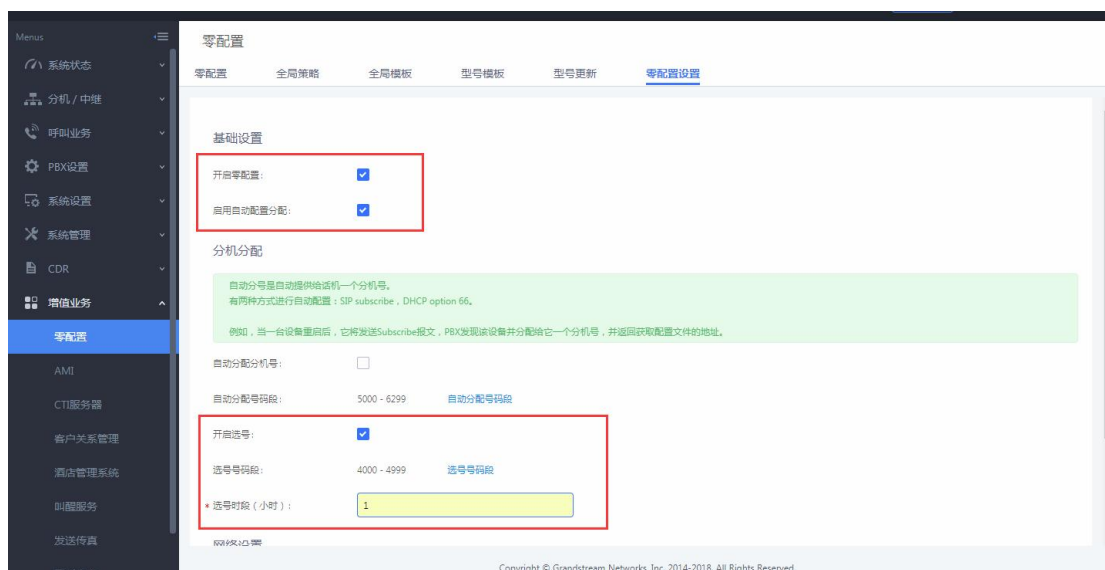 Menus
系统状态
分机 / 中继
呼叫业务
PBX设置
系统设置
系统管理
CDR
增值业务
零配置
AMI
CTI服务器
客户关系管理
酒店管理系统
叫醒服务
发送传真
零配置
零配置 全局策略 全局模板 型号模板 型号更新 零配置设置
基础设置
开启零配置:
启用自动配置分配:
分机分配
自动分号是自动提供给话机一个分机号。
有两种方式进行自动配置：SIP subscribe，DHCP option 66。
例如，当一台设备重启后，它将发送Subscribe报文，PBX发现该设备并分配给它一个分机号，并返回获取配置文件的地址。
自动分配分机号:
自动分配号码段: 5000 - 6299 自动分配号码段
开启选号:
选号号码段: 4000 - 4999 选号号码段
* 选号时段（小时）: 1
网络设置
Copyright © Grandstream Networks, Inc. 2014-2018. All Rights Reserved.